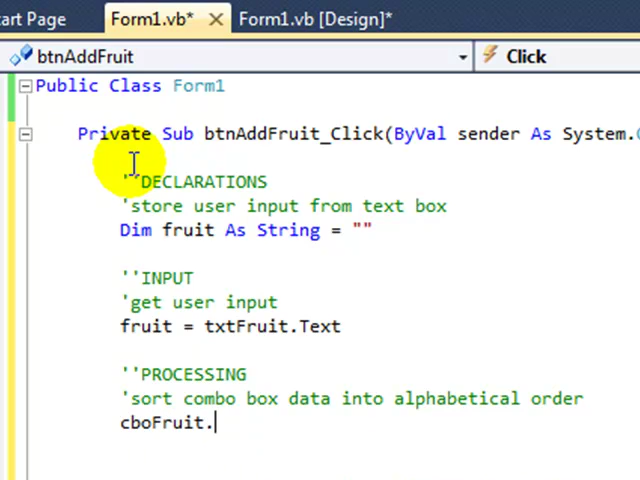 tart Page Form1.vb* Form1.vb [Design]*
btnAddFruit Click
Public Class Form1
Private Sub btnAddFruit_Click(ByVal sender As System.
''DECLARATIONS
'store user input from text box
Dim fruit As String = ""
''INPUT
'get user input
fruit = txtFruit.Text
''PROCESSING
'sort combo box data into alphabetical order
cboFruit.